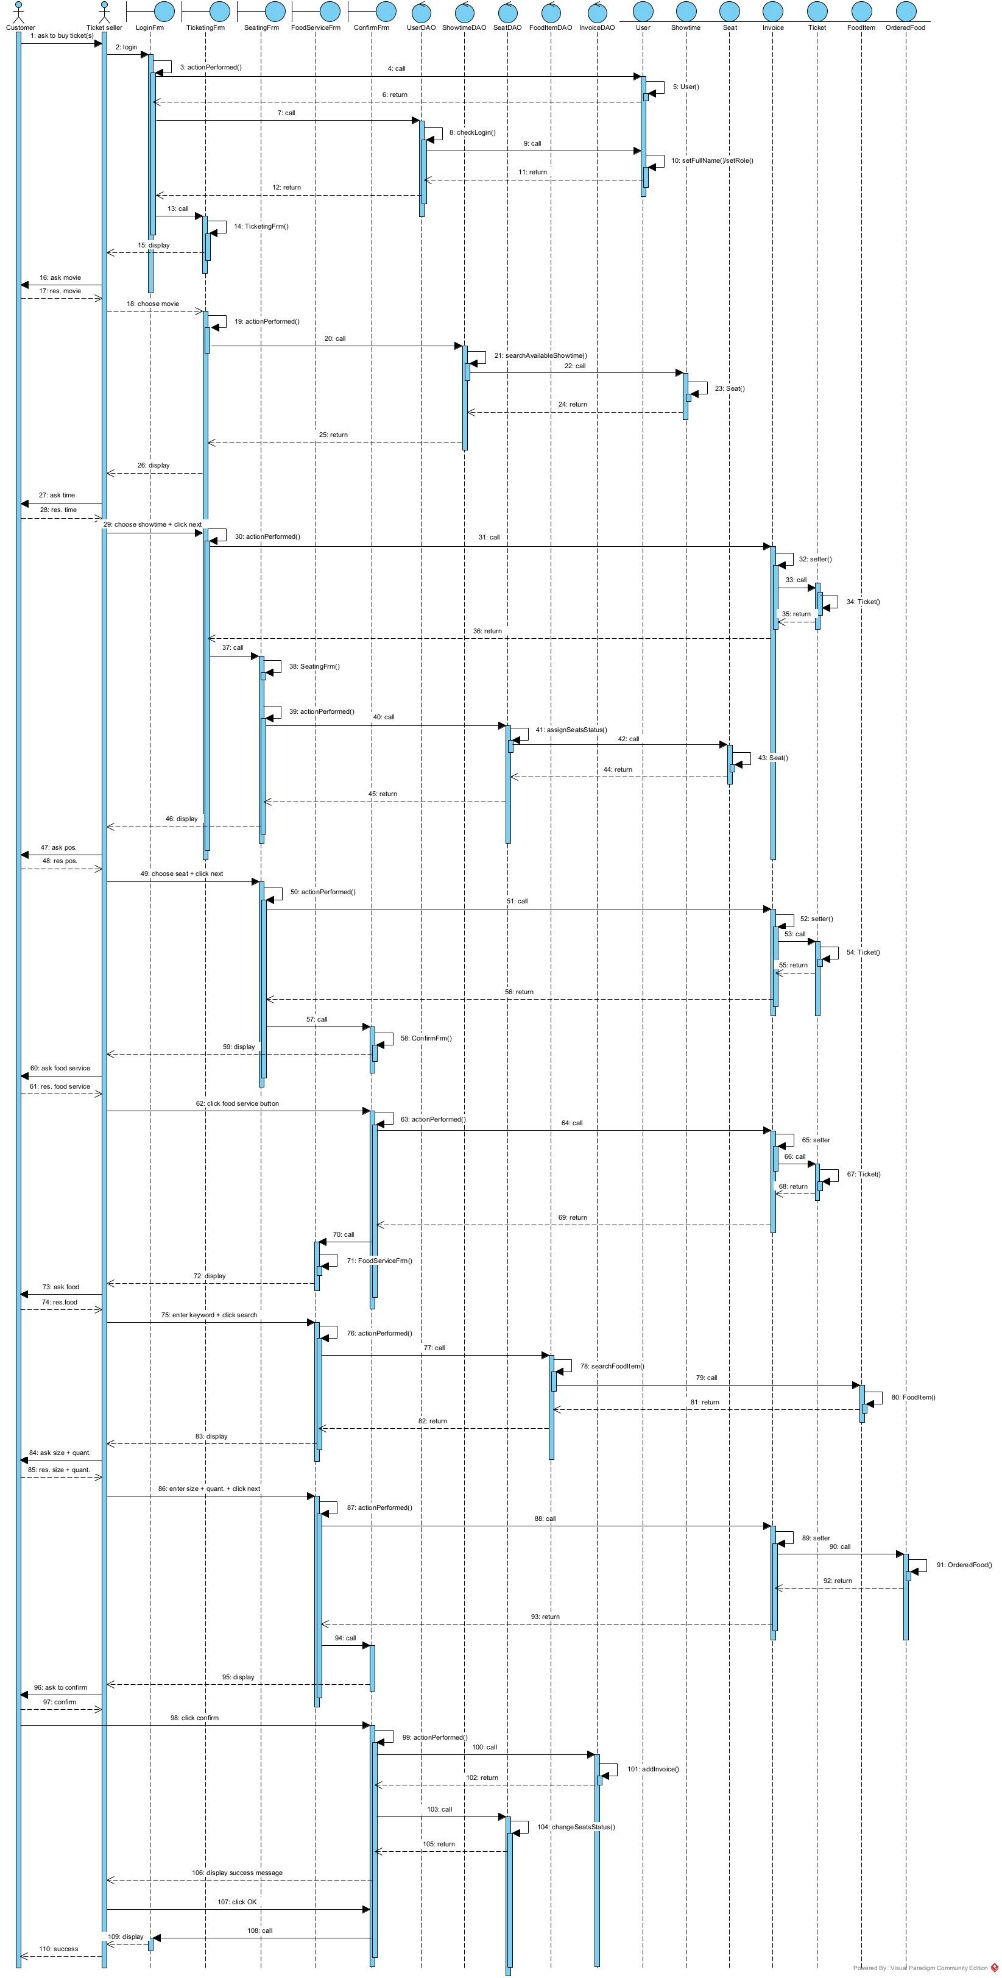 Customer
Ticket seller
LoginFrm
TicketingFrm
SeatingFrm
FoodServiceFrm
ConfirmFrm
UserDAO
ShowtimeDAO
SeatDAO
FoodItemDAO
InvoiceDAO
User
Showtime
Seat
Invoice
Ticket
FoodItem
OrderedFood
1: ask to buy ticket(s)
2: login
3: actionPerformed()
4: call
5: User()
6: return
7: call
8: checkLogin()
9: call
10: setFullName()/setRole()
11: return
12: return
13: call
14: TicketingFrm()
15: display
16: ask movie
17: res. movie
18: choose movie
19: actionPerformed()
20: call
21: searchAvailableShowtime()
22: call
23: Seat()
24: return
25: return
26: display
27: ask time
28: res. time
29: choose showtime + click next
30: actionPerformed()
31: call
32: setter()
33: call
34: Ticket()
35: return
36: return
37: call
38: SeatingFrm()
39: actionPerformed()
40: call
41: assignSeatsStatus()
42: call
43: Seat()
44: return
45: return
46: display
47: ask pos.
48: res pos.
49: choose seat + click next
50: actionPerformed()
51: call
52: setter()
53: call
54: Ticket()
55: return
56: return
57: call
58: ConfirmFrm()
59: display
60: ask food service
61: res. food service
62: click food service button
63: actionPerformed()
64: call
65: setter
66: call
67: Ticket()
68: return
69: return
70: call
71: FoodServiceFrm()
72: display
73: ask food
74: res.food
75: enter keyword + click search
76: actionPerformed()
77: call
78: searchFoodItem()
79: call
80: FoodItem()
81: return
82: return
83: display
84: ask size + quant.
85: res. size + quant.
86: enter size + quant. + click next
87: actionPerformed()
88: call
89: setter
90: call
91: OrderedFood()
92: return
93: return
94: call
95: display
96: ask to confirm
97: confirm
98: click confirm
99: actionPerformed()
100: call
101: addInvoice()
102: return
103: call
104: changeSeatsStatus()
105: return
106: display success message
107: click OK
108: call
109: display
110: success
Powered By: Visual Paradigm Community Edition